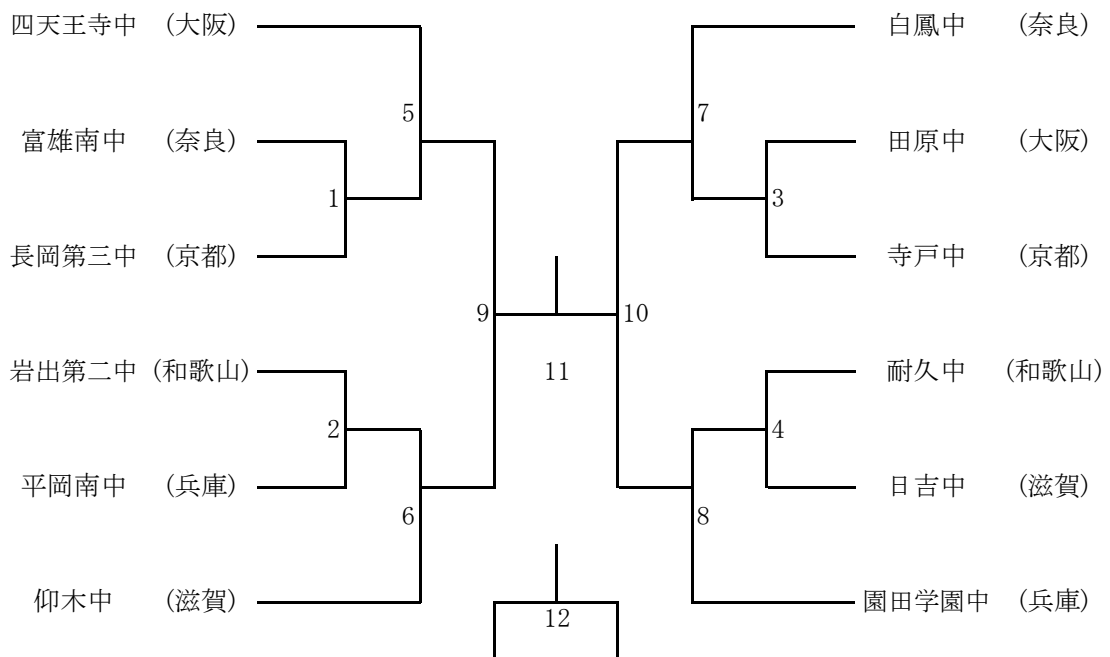 四天王寺中 (大阪) 白鳳中 (奈良)
5 7
富雄南中 (奈良) 田原中 (大阪)
1 3
長岡第三中 (京都) 寺戸中 (京都)
9 10
岩出第二中 (和歌山) 11 耐久中 (和歌山)
2 4
平岡南中 (兵庫) 日吉中 (滋賀)
6 8
仰木中 (滋賀) 園田学園中 (兵庫)
12